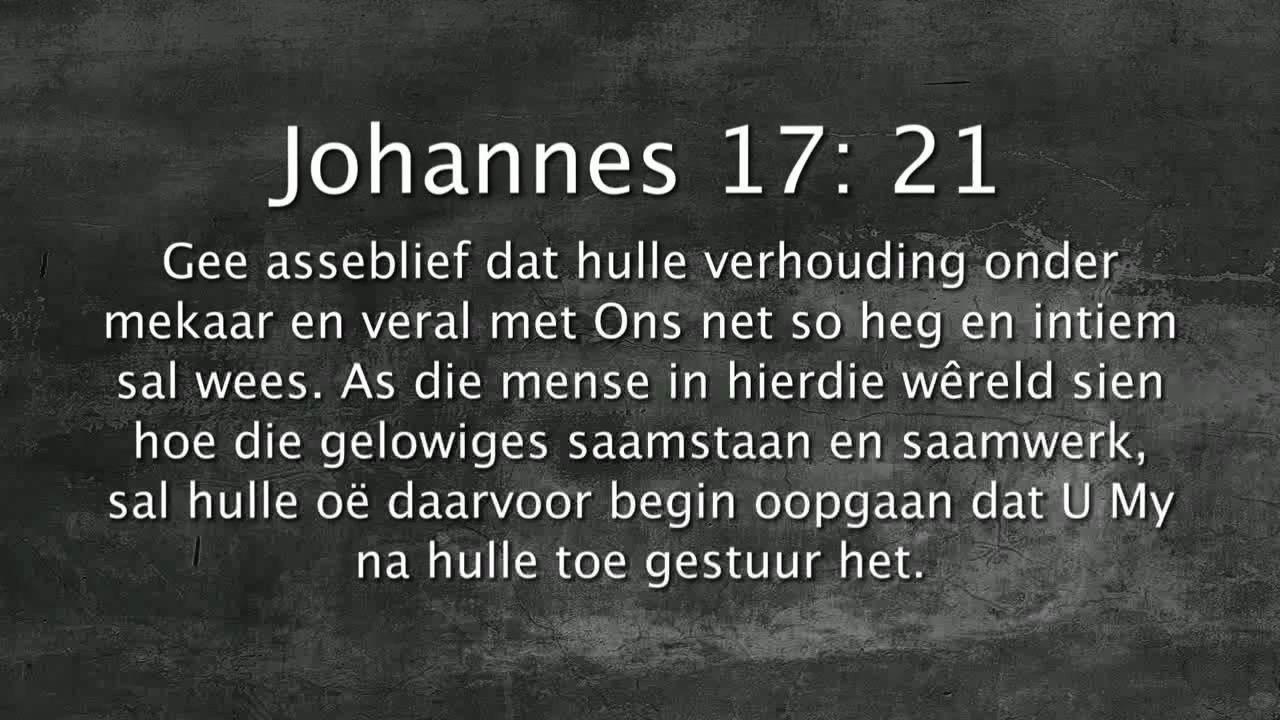 Johannes 17: 21
Gee asseblief dat hulle verhouding onder
mekaar en veral met Ons net so heg en intiem
sal wees. As die mense in hierdie wêreld sien
hoe die gelowiges saamstaan en saamwerk,
sal hulle oë daarvoor begin oopgaan dat U My
na hulle toe gestuur het.